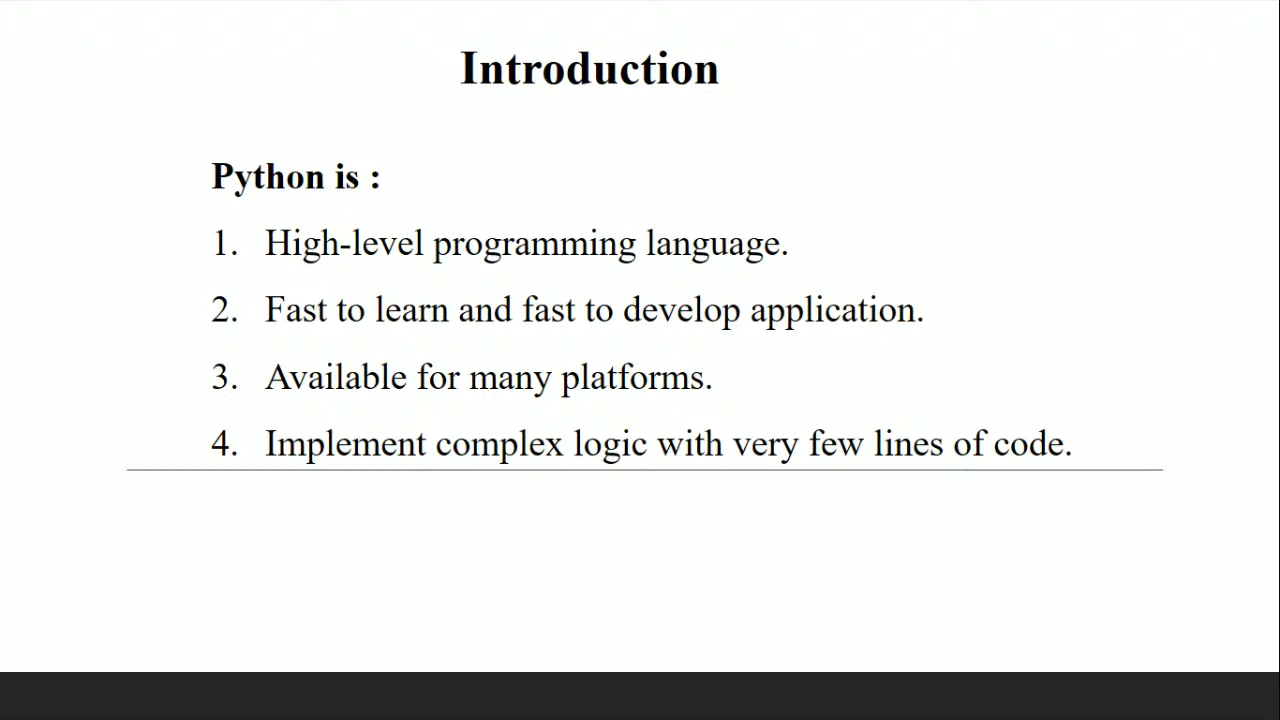 Introduction
Python is :
1. High-level programming language.
2. Fast to learn and fast to develop application.
3. Available for many platforms.
4. Implement complex logic with very few lines of code.